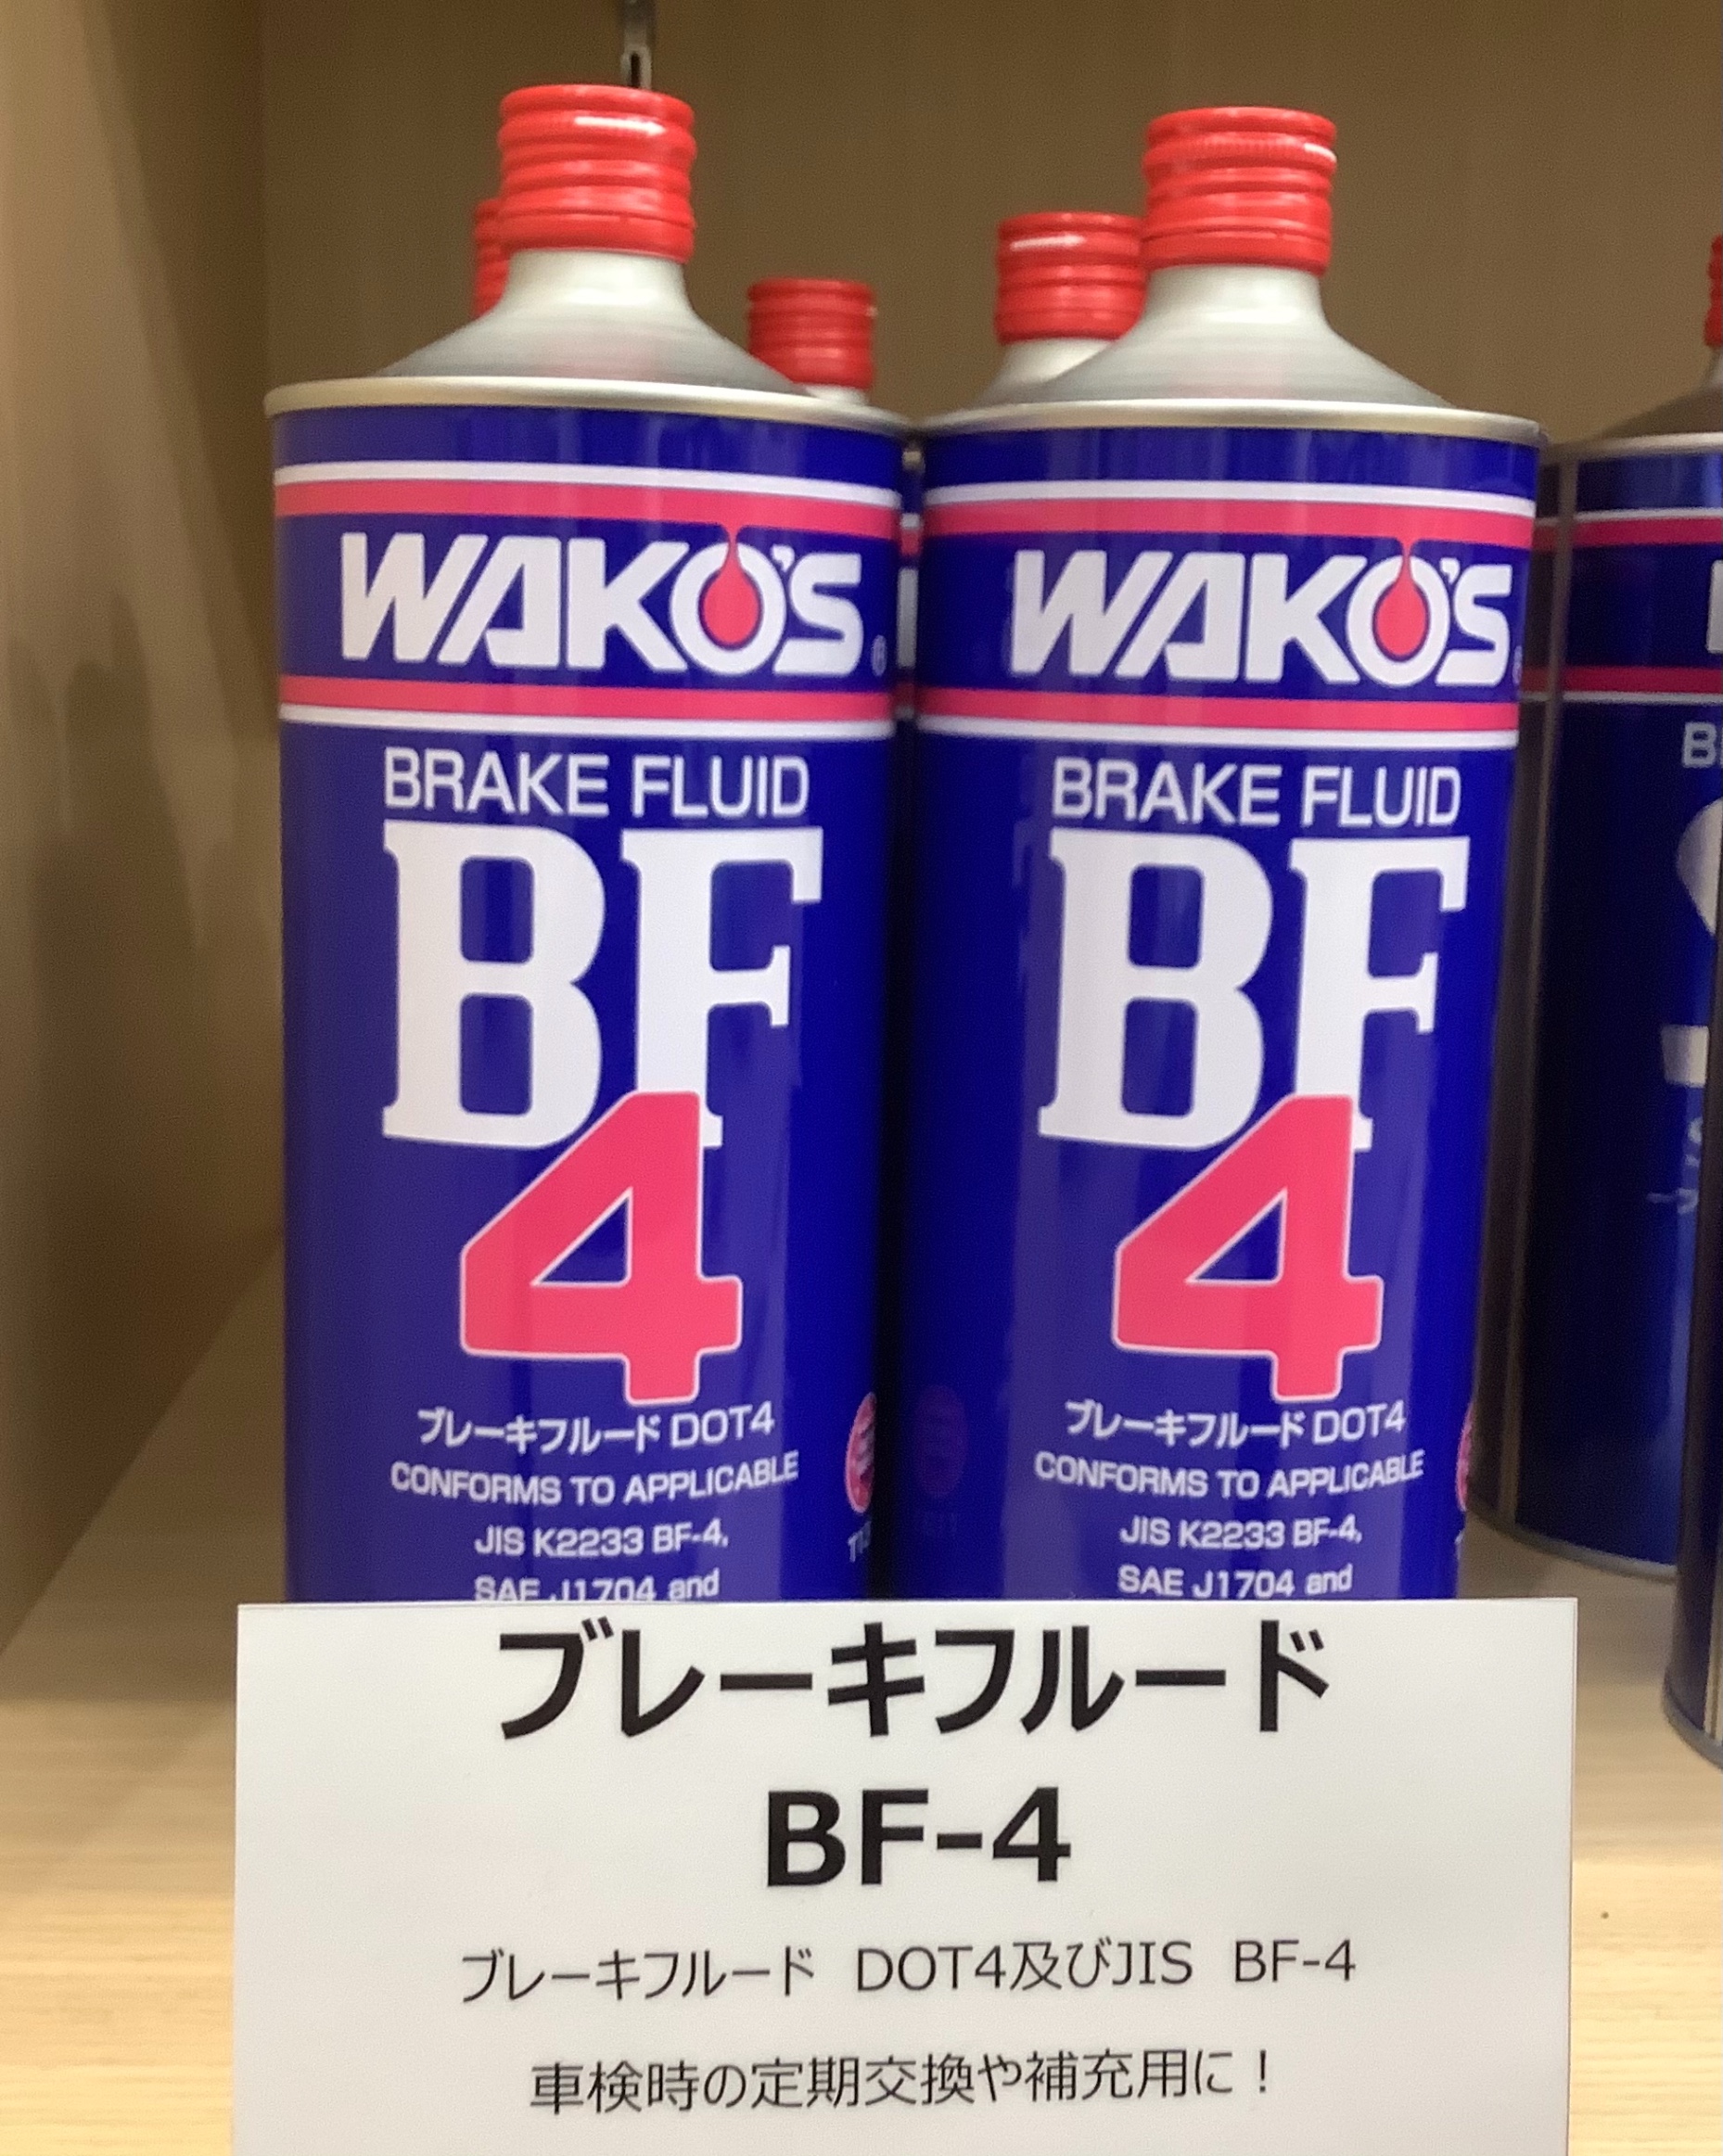 WAKO'S
BRAKE FLUID
BF
4
ブレーキフルード DOT4
CONFORMS TO APPLICABLE
JIS K2233 BF-4,
SAE J1704 and
WAKO'S
BRAKE FLUID
BF
4
ブレーキフルード DOT4
CONFORMS TO APPLICABLE
JIS K2233 BF-4,
SAE J1704 and
ブレーキフルード
BF-4
ブレーキフルード DOT4及びJIS BF-4
車検時の定期交換や補充用に!